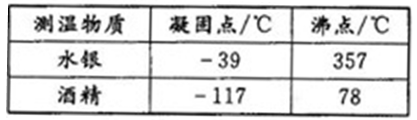 测温物质 凝固点/℃ 沸点/℃
水银 -39 357
酒精 -117 78